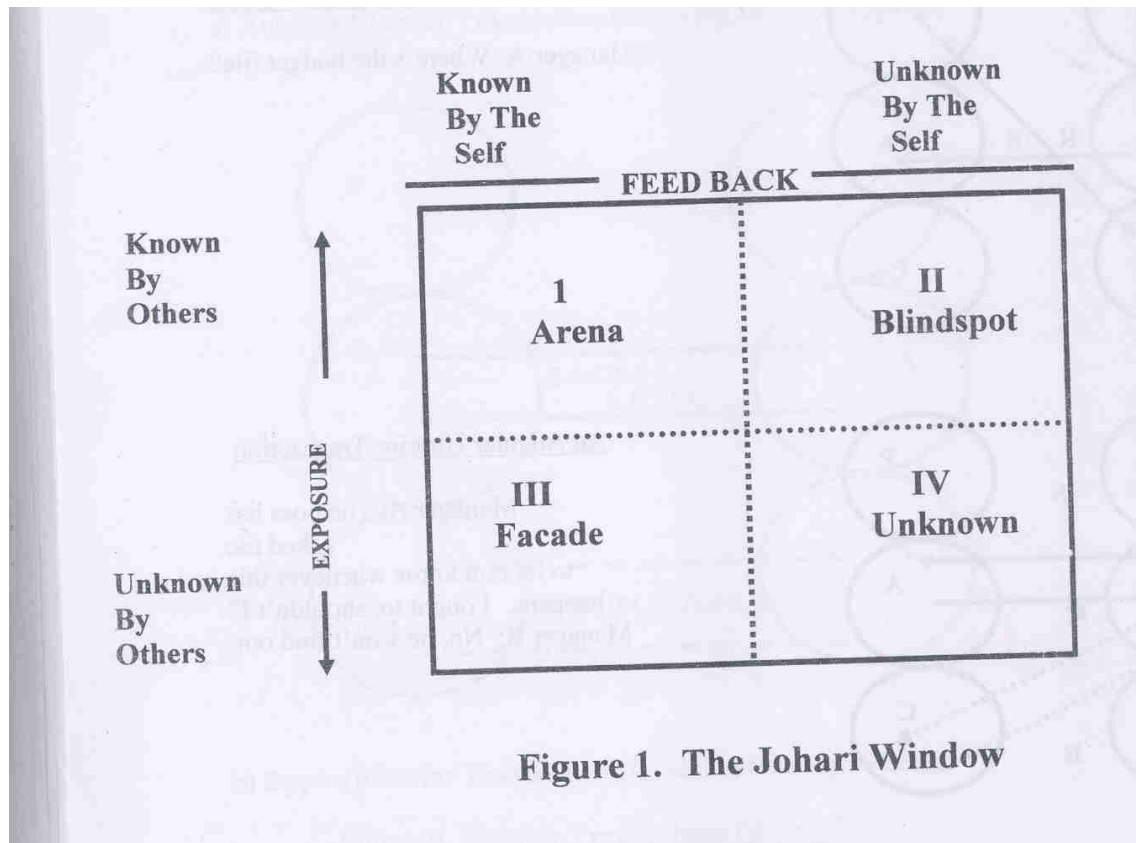 Known
By The
Self
Unknown
By The
Self
FEED BACK
Known
By
Others
1
Arena
II
Blindspot
EXPOSURE
III
Facade
IV
Unknown
Unknown
By
Others
Figure 1. The Johari Window